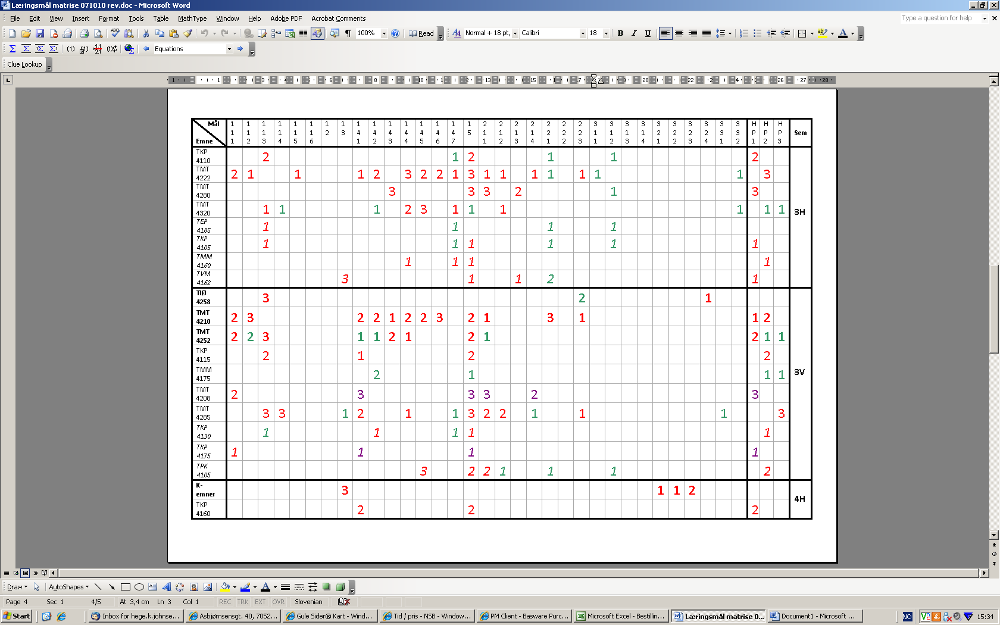 Læringsmål matrise 071010 rev.doc - Microsoft Word
File Edit View Insert Format Tools Table MathType Window Help Adobe PDF Acrobat Comments Type a question for help
100% Read Normal + 18 pt, Calibri 18 B I U
Equations
Clue Lookup
Mål 111 112 113 114 115 116 12 13 141 142 143 144 145 146 147 15 211 212 213 214 221 222 223 311 312 313 314 321 322 323 324 331 332 HP1 HP2 HP3 Sem
Emne
TKP 4110 2 1 2 1 1 2
TMT 4222 2 1 1 1 2 3 2 2 1 3 1 1 1 1 1 1 1 3
TMT 4280 3 3 3 2 1 3
TMT 4320 1 1 1 2 3 1 1 1 1 1 1
3H
TEP 4185 1 1 1 1
TKP 4105 1 1 1 1 1 1
TMM 4160 1 1 1 1
TVM 4162 3 1 1 2 1
TIØ 4258 3 2 1
TMT 4210 2 3 2 2 1 2 2 3 2 1 3 1 1 2
TMT 4252 2 2 3 1 1 2 1 2 1 2 1 1
TKP 4115 2 1 2 2
TMM 4175 2 1 1 1
3V
TMT 4208 2 3 3 3 2 3
TMT 4285 3 3 1 2 1 1 3 2 2 1 1 1 3
TKP 4130 1 1 1 1 1
TKP 4175 1 1 1 1
TPK 4105 3 2 2 1 1 1 2
K-emner 3 1 1 2
4H
TKP 4160 2 2 2
Draw AutoShapes
Page 4 Sec 1 4/5 At 3,4 cm Ln 3 Col 1 REC TRK EXT OVR Slovenian
Start Inbox for hege.k.johnse... Asbjørnsensgt. 40, 7052... Gule Sider® Kart - Wind... Tid / pris - NSB - Window... PM Client - Basware Purc... Microsoft Excel - Bestillin... Læringsmål matrise 0... Document1 - Microsoft ... NO 15:34